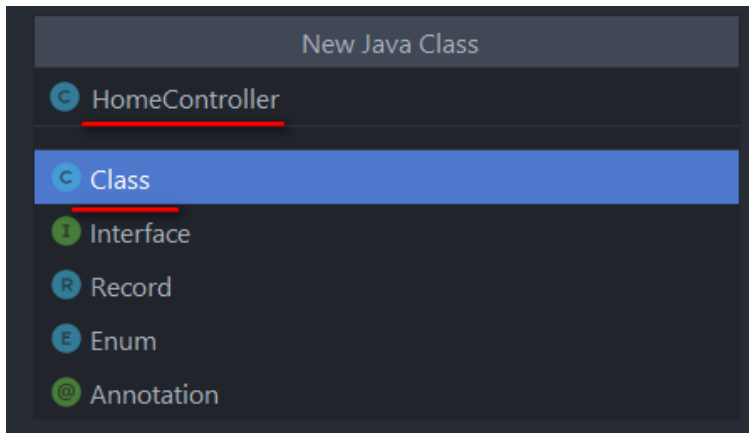 New Java Class
C HomeController
C Class
I Interface
R Record
E Enum
@ Annotation